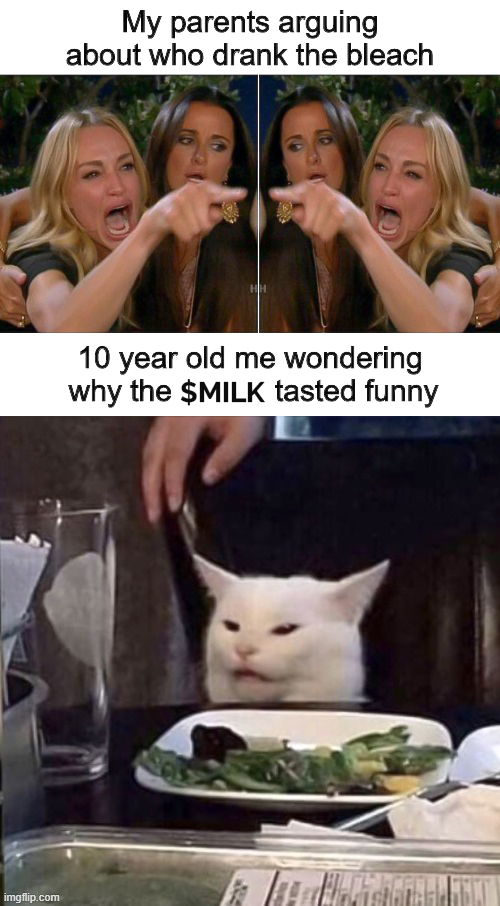 My parents arguing
about who drank the bleach
HH
10 year old me wondering
why the $MILK tasted funny
imgflip.com